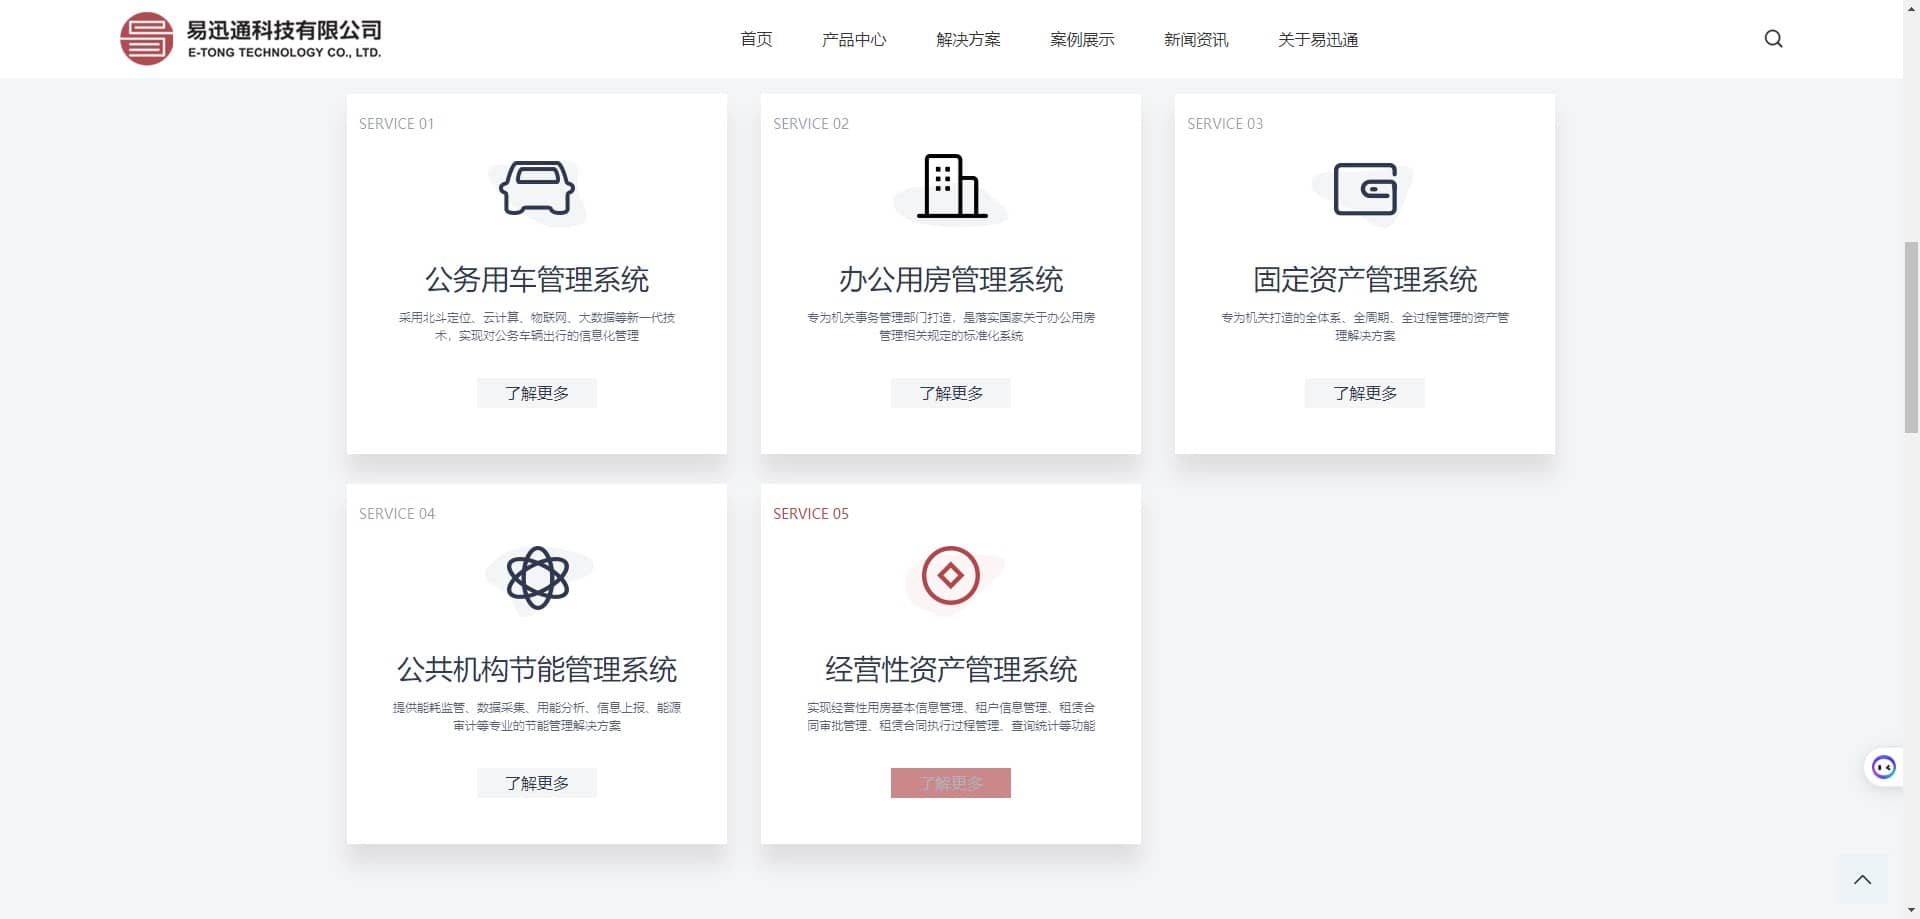 易迅通科技有限公司
E-TONG TECHNOLOGY CO., LTD.
首页 产品中心 解决方案 案例展示 新闻资讯 关于易迅通
SERVICE 01
公务用车管理系统
采用北斗定位、云计算、物联网、大数据等新一代技
术，实现对公务车辆出行的信息化管理
了解更多
SERVICE 02
办公用房管理系统
专为机关事务管理部门打造，是落实国家关于办公用房
管理相关规定的标准化系统
了解更多
SERVICE 03
固定资产管理系统
专为机关打造的全体系、全周期、全过程管理的资产管
理解决方案
了解更多
SERVICE 04
公共机构节能管理系统
提供能耗监管、数据采集、用能分析、信息上报、能源
审计等专业的节能管理解决方案
了解更多
SERVICE 05
经营性资产管理系统
实现经营性用房基本信息管理、租户信息管理、租赁合
同审批管理、租赁合同执行过程管理、查询统计等功能
了解更多